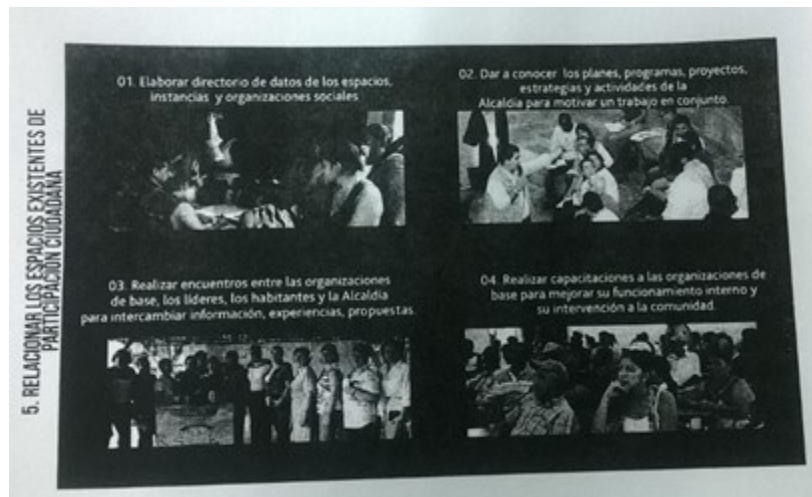 5. RELACIONAR LOS ESPACIOS EXISTENTES DE
PARTICIPACIÓN CIUDADANA
01. Elaborar directorio de datos de los espacios,
instancias y organizaciones sociales
02. Dar a conocer los planes, programas, proyectos,
estrategias y actividades de la
Alcaldía para motivar un trabajo en conjunto.
03. Realizar encuentros entre las organizaciones
de base, los líderes, los habitantes y la Alcaldía
para intercambiar información, experiencias, propuestas.
04. Realizar capacitaciones a las organizaciones de
base para mejorar su funcionamiento interno y
su intervención a la comunidad.